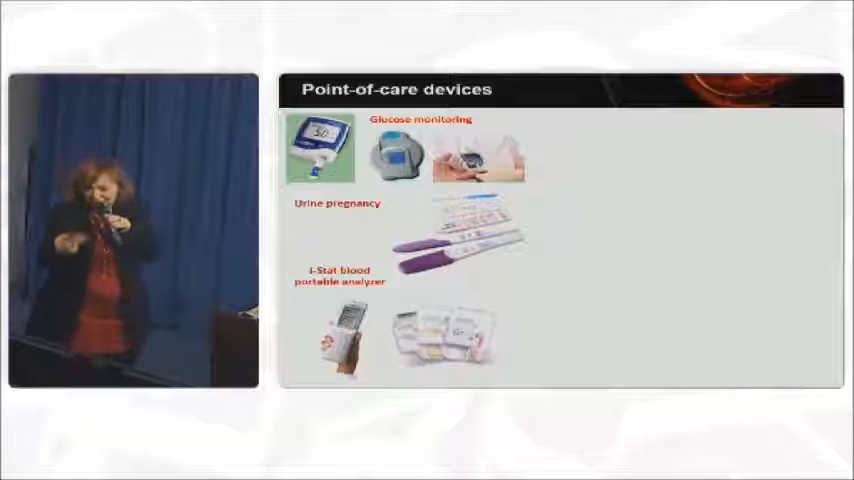 Point-of-care devices
Glucose monitoring
Urine pregnancy
i-Stat blood
portable analyzer